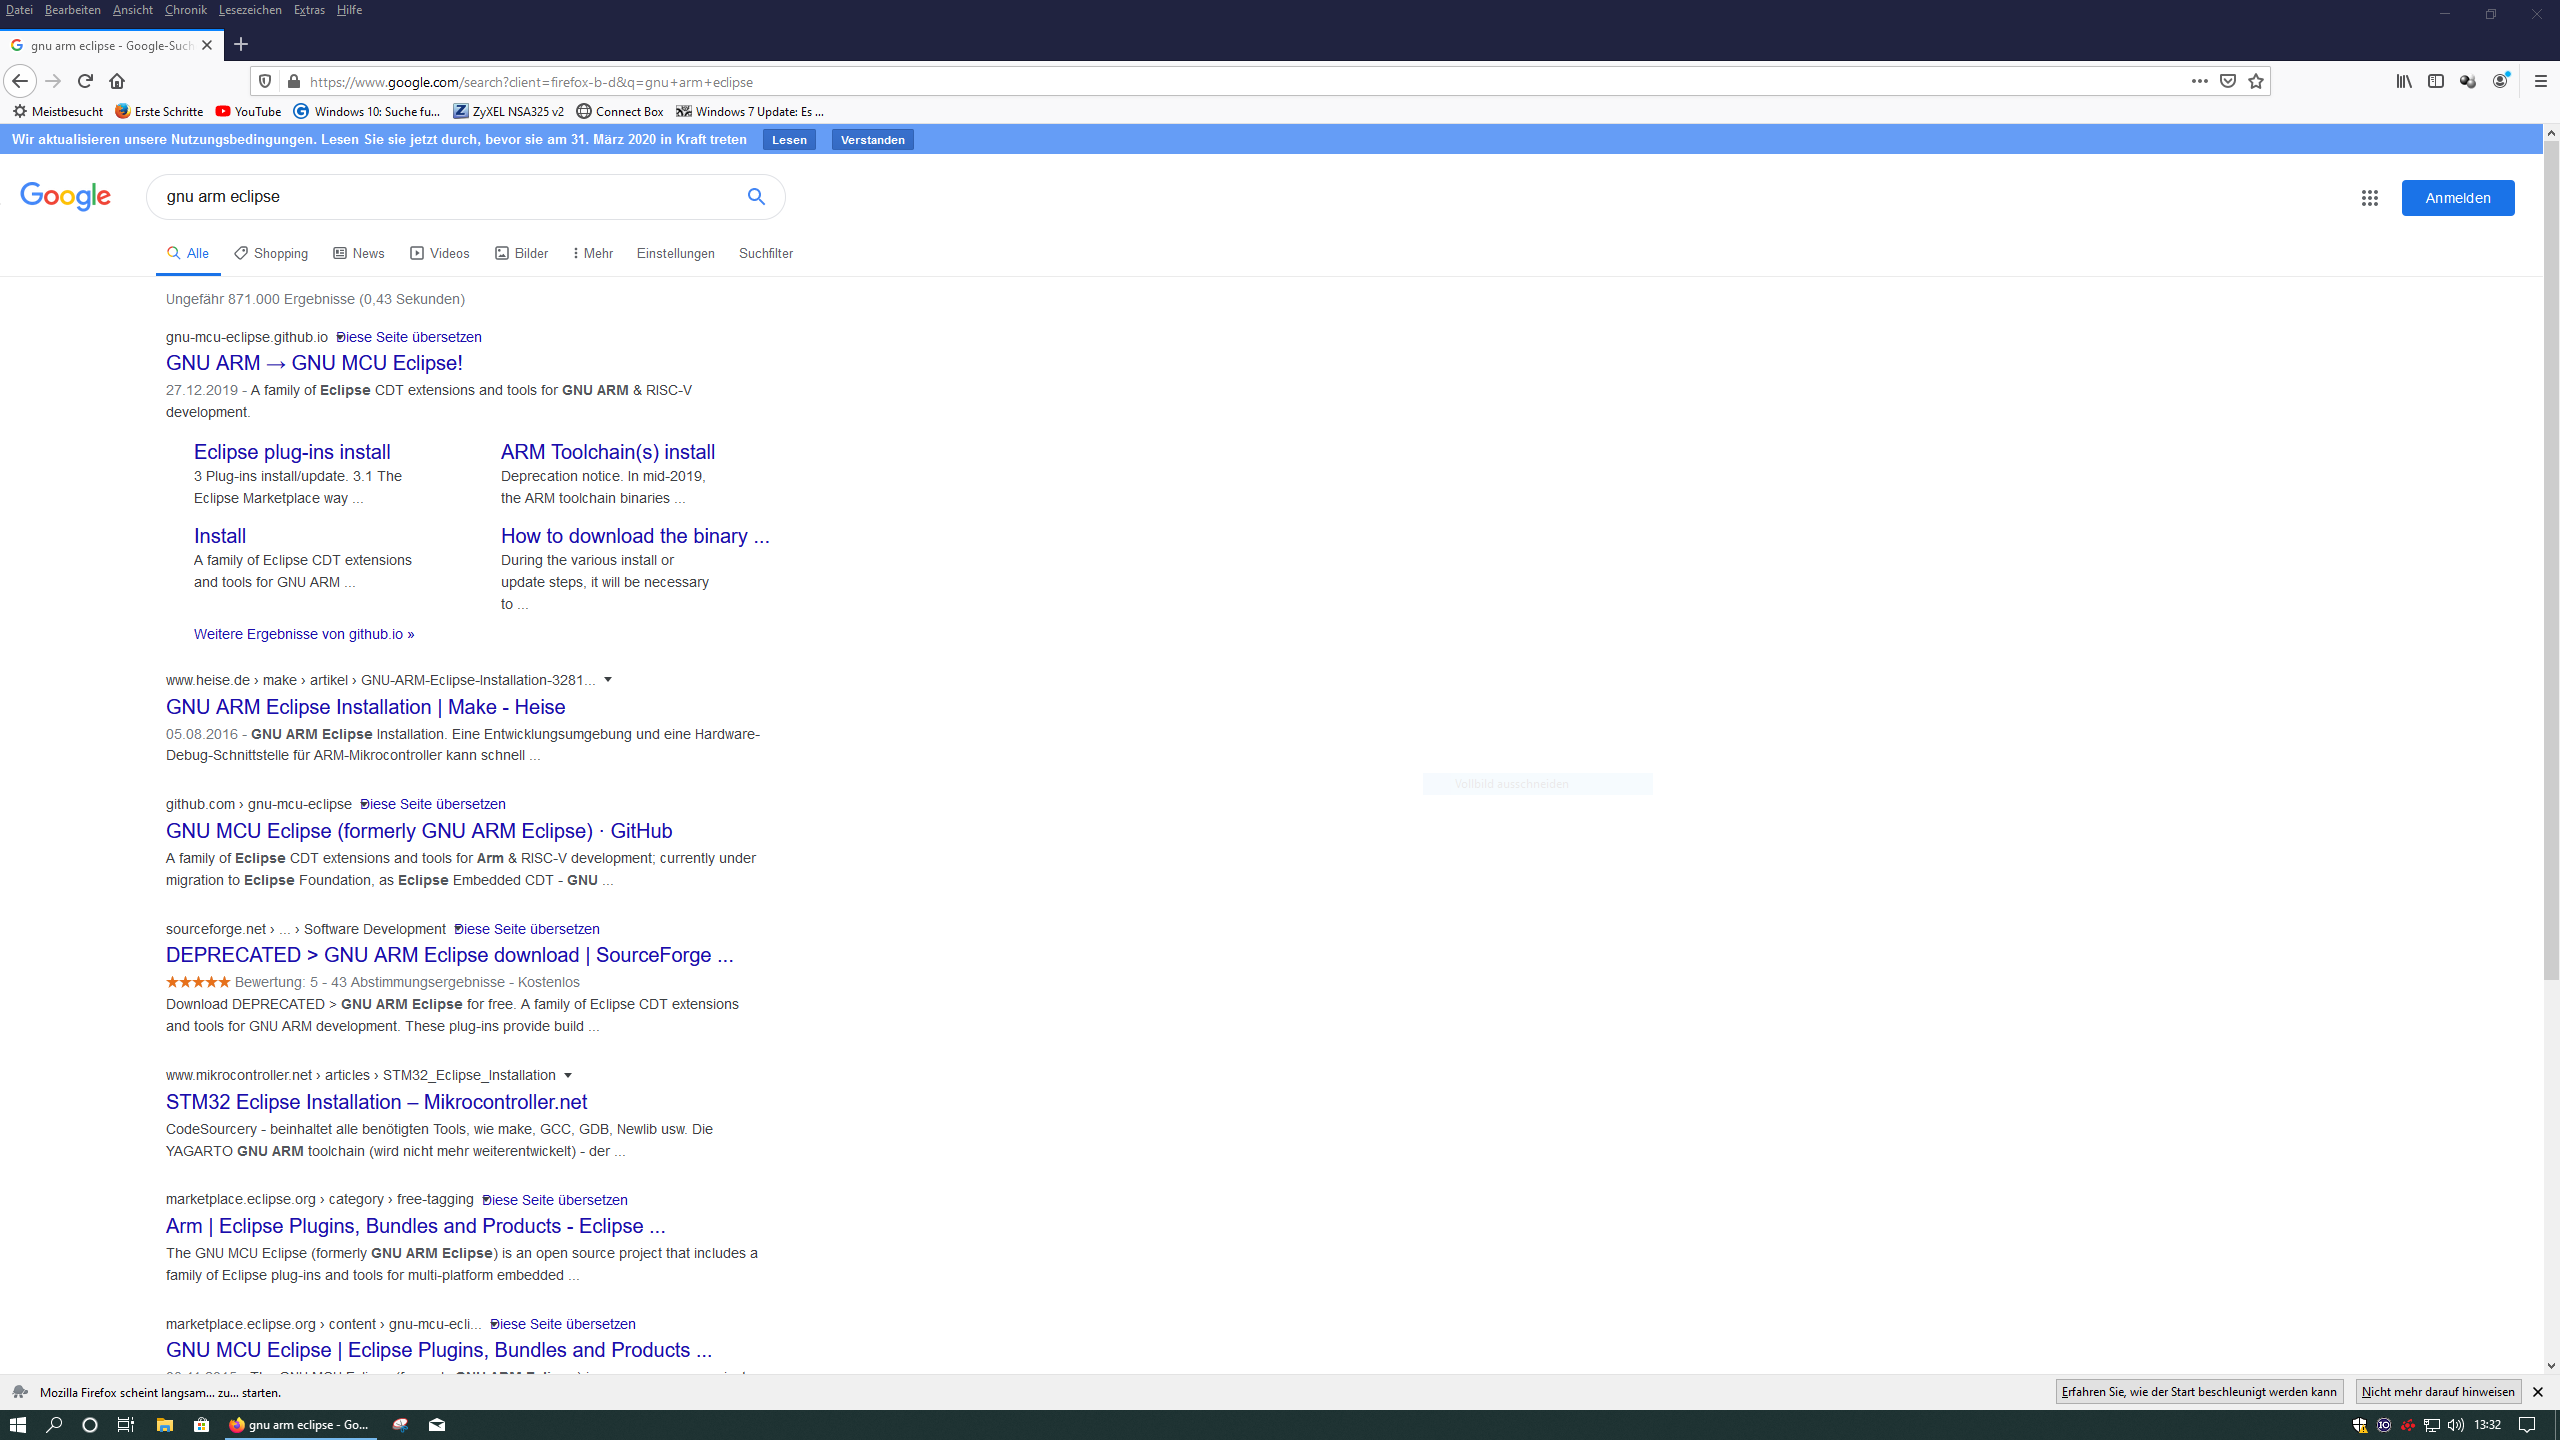 Datei Bearbeiten Ansicht Chronik Lesezeichen Extras Hilfe
gnu arm eclipse - Google-Such
https://www.google.com/search?client=firefox-b-d&q=gnu+arm+eclipse
Meistbesucht Erste Schritte YouTube Windows 10: Suche fu... ZyXEL NSA325 v2 Connect Box Windows 7 Update: Es ...
Wir aktualisieren unsere Nutzungsbedingungen. Lesen Sie sie jetzt durch, bevor sie am 31. März 2020 in Kraft treten Lesen Verstanden
Google gnu arm eclipse Anmelden
Alle Shopping News Videos Bilder Mehr Einstellungen Suchfilter
Ungefähr 871.000 Ergebnisse (0,43 Sekunden)
gnu-mcu-eclipse.github.io Diese Seite übersetzen
GNU ARM → GNU MCU Eclipse!
27.12.2019 - A family of Eclipse CDT extensions and tools for GNU ARM & RISC-V
development.
Eclipse plug-ins install
3 Plug-ins install/update. 3.1 The
Eclipse Marketplace way ...
ARM Toolchain(s) install
Deprecation notice. In mid-2019,
the ARM toolchain binaries ...
Install
A family of Eclipse CDT extensions
and tools for GNU ARM ...
How to download the binary ...
During the various install or
update steps, it will be necessary
to ...
Weitere Ergebnisse von github.io »
www.heise.de › make › artikel › GNU-ARM-Eclipse-Installation-3281...
GNU ARM Eclipse Installation | Make - Heise
05.08.2016 - GNU ARM Eclipse Installation. Eine Entwicklungsumgebung und eine Hardware-
Debug-Schnittstelle für ARM-Mikrocontroller kann schnell ...
Vollbild ausschneiden
github.com › gnu-mcu-eclipse Diese Seite übersetzen
GNU MCU Eclipse (formerly GNU ARM Eclipse) · GitHub
A family of Eclipse CDT extensions and tools for Arm & RISC-V development; currently under
migration to Eclipse Foundation, as Eclipse Embedded CDT - GNU ...
sourceforge.net › ... › Software Development Diese Seite übersetzen
DEPRECATED > GNU ARM Eclipse download | SourceForge ...
★★★★★ Bewertung: 5 - 43 Abstimmungsergebnisse - Kostenlos
Download DEPRECATED > GNU ARM Eclipse for free. A family of Eclipse CDT extensions
and tools for GNU ARM development. These plug-ins provide build ...
www.mikrocontroller.net › articles › STM32_Eclipse_Installation
STM32 Eclipse Installation – Mikrocontroller.net
CodeSourcery - beinhaltet alle benötigten Tools, wie make, GCC, GDB, Newlib usw. Die
YAGARTO GNU ARM toolchain (wird nicht mehr weiterentwickelt) - der ...
marketplace.eclipse.org › category › free-tagging Diese Seite übersetzen
Arm | Eclipse Plugins, Bundles and Products - Eclipse ...
The GNU MCU Eclipse (formerly GNU ARM Eclipse) is an open source project that includes a
family of Eclipse plug-ins and tools for multi-platform embedded ...
marketplace.eclipse.org › content › gnu-mcu-ecli... Diese Seite übersetzen
GNU MCU Eclipse | Eclipse Plugins, Bundles and Products ...
Mozilla Firefox scheint langsam... zu... starten. Erfahren Sie, wie der Start beschleunigt werden kann Nicht mehr darauf hinweisen
gnu arm eclipse - Go... 13:32